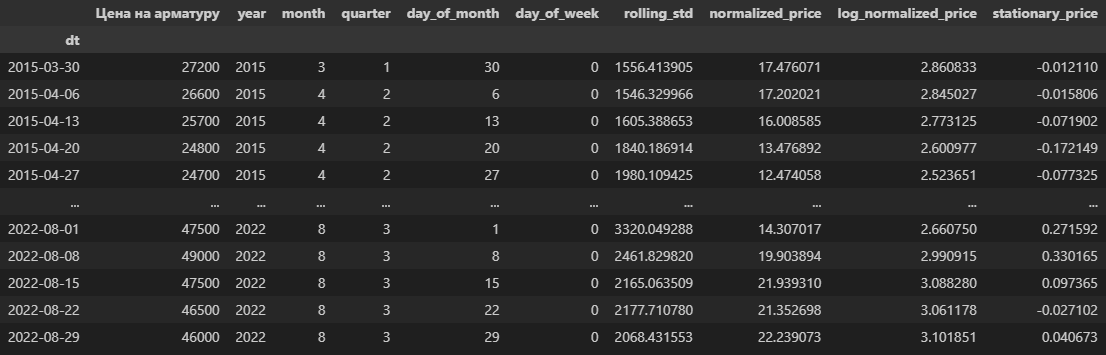 Цена на арматуру year month quarter day_of_month day_of_week rolling_std normalized_price log_normalized_price stationary_price
dt
2015-03-30 27200 2015 3 1 30 0 1556.413905 17.476071 2.860833 -0.012110
2015-04-06 26600 2015 4 2 6 0 1546.329966 17.202021 2.845027 -0.015806
2015-04-13 25700 2015 4 2 13 0 1605.388653 16.008585 2.773125 -0.071902
2015-04-20 24800 2015 4 2 20 0 1840.186914 13.476892 2.600977 -0.172149
2015-04-27 24700 2015 4 2 27 0 1980.109425 12.474058 2.523651 -0.077325
... ... ... ... ... ... ... ... ... ... ...
2022-08-01 47500 2022 8 3 1 0 3320.049288 14.307017 2.660750 0.271592
2022-08-08 49000 2022 8 3 8 0 2461.829820 19.903894 2.990915 0.330165
2022-08-15 47500 2022 8 3 15 0 2165.063509 21.939310 3.088280 0.097365
2022-08-22 46500 2022 8 3 22 0 2177.710780 21.352698 3.061178 -0.027102
2022-08-29 46000 2022 8 3 29 0 2068.431553 22.239073 3.101851 0.040673